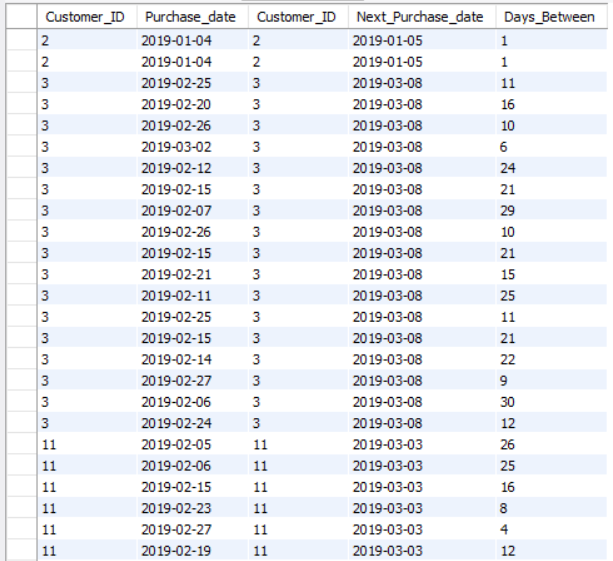 Customer_ID Purchase_date Customer_ID Next_Purchase_date Days_Between
2 2019-01-04 2 2019-01-05 1
2 2019-01-04 2 2019-01-05 1
3 2019-02-25 3 2019-03-08 11
3 2019-02-20 3 2019-03-08 16
3 2019-02-26 3 2019-03-08 10
3 2019-03-02 3 2019-03-08 6
3 2019-02-12 3 2019-03-08 24
3 2019-02-15 3 2019-03-08 21
3 2019-02-07 3 2019-03-08 29
3 2019-02-26 3 2019-03-08 10
3 2019-02-15 3 2019-03-08 21
3 2019-02-21 3 2019-03-08 15
3 2019-02-11 3 2019-03-08 25
3 2019-02-25 3 2019-03-08 11
3 2019-02-15 3 2019-03-08 21
3 2019-02-14 3 2019-03-08 22
3 2019-02-27 3 2019-03-08 9
3 2019-02-06 3 2019-03-08 30
3 2019-02-24 3 2019-03-08 12
11 2019-02-05 11 2019-03-03 26
11 2019-02-06 11 2019-03-03 25
11 2019-02-15 11 2019-03-03 16
11 2019-02-23 11 2019-03-03 8
11 2019-02-27 11 2019-03-03 4
11 2019-02-19 11 2019-03-03 12